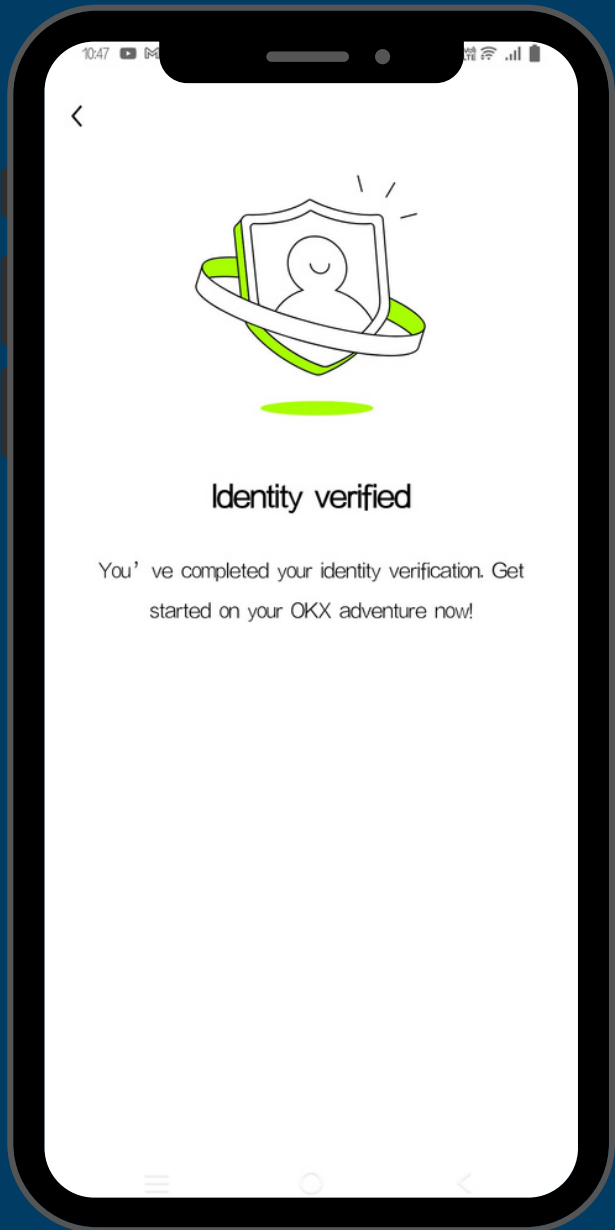 10:47
Identity verified
You’ve completed your identity verification. Get
started on your OKX adventure now!